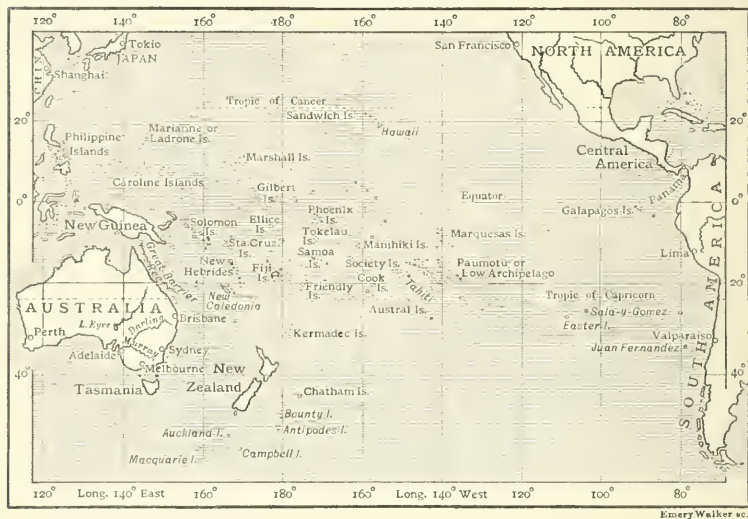 120° 140° 160° 180° 160° 140° 120° 100° 80°
Tokio
JAPAN
San Francisco
NORTH AMERICA
CHINA
Shanghai
Tropic of Cancer
Sandwich Is.
20°
Hawaii
20°
Philippine
Islands
Marianne or
Ladrone Is.
Marshall Is.
Central
America
Caroline Islands
Gilbert
Is.
Equator
Panama
0°
0°
Galapagos Is.
New Guinea
Solomon
Is.
Ellice
Is.
Phoenix
Is.
Tokelau
Is.
Sta. Cruz.
Is.
Manihiki Is.
Marquesas Is.
Lima
Great Barrier
Reef
New
Hebrides
Fiji
Is.
Samoa
Is.
Society Is.
Cook
Is.
Tahiti
Paumotu or
Low Archipelago
20°
20°
New
Caledonia
Friendly
Is.
Austral Is.
Tropic of Capricorn
AUSTRALIA
L. Eyre
Darling
Brisbane
Sala-y-Gomez
Easter I.
Perth
Murray
Kermadec Is.
Valparaiso
Adelaide
Sydney
Juan Fernandez
SOUTH AMERICA
Melbourne
40°
40°
Tasmania
New
Zealand
Chatham Is.
Bounty I.
Auckland I.
Antipodes I.
Macquarie I.
Campbell I.
120° Long. 140° East 160° 180° 160° Long. 140° West 120° 100° 80°
Emery Walker sc.